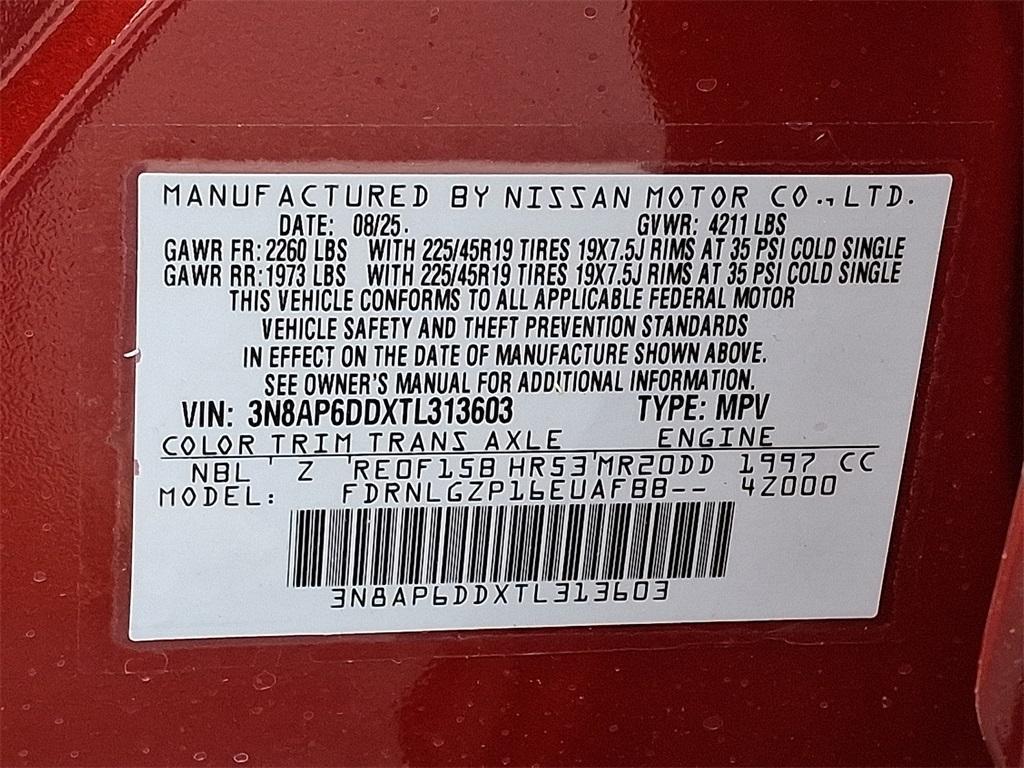 MANUFACTURED BY NISSAN MOTOR CO., LTD.
DATE: 08/25. GVWR: 4211 LBS
GAWR FR: 2260 LBS WITH 225/45R19 TIRES 19X7.5J RIMS AT 35 PSI COLD SINGLE
GAWR RR: 1973 LBS WITH 225/45R19 TIRES 19X7.5J RIMS AT 35 PSI COLD SINGLE
THIS VEHICLE CONFORMS TO ALL APPLICABLE FEDERAL MOTOR
VEHICLE SAFETY AND THEFT PREVENTION STANDARDS
IN EFFECT ON THE DATE OF MANUFACTURE SHOWN ABOVE.
SEE OWNER'S MANUAL FOR ADDITIONAL INFORMATION.
VIN: 3N8AP6DDXTL313603 TYPE: MPV
COLOR TRIM TRANS AXLE ENGINE
NBL Z RE0F15B HR53 MR20DD 1997 CC
MODEL: FDRNLGZP16EUAFBB-- 4Z000
3N8AP6DDXTL313603